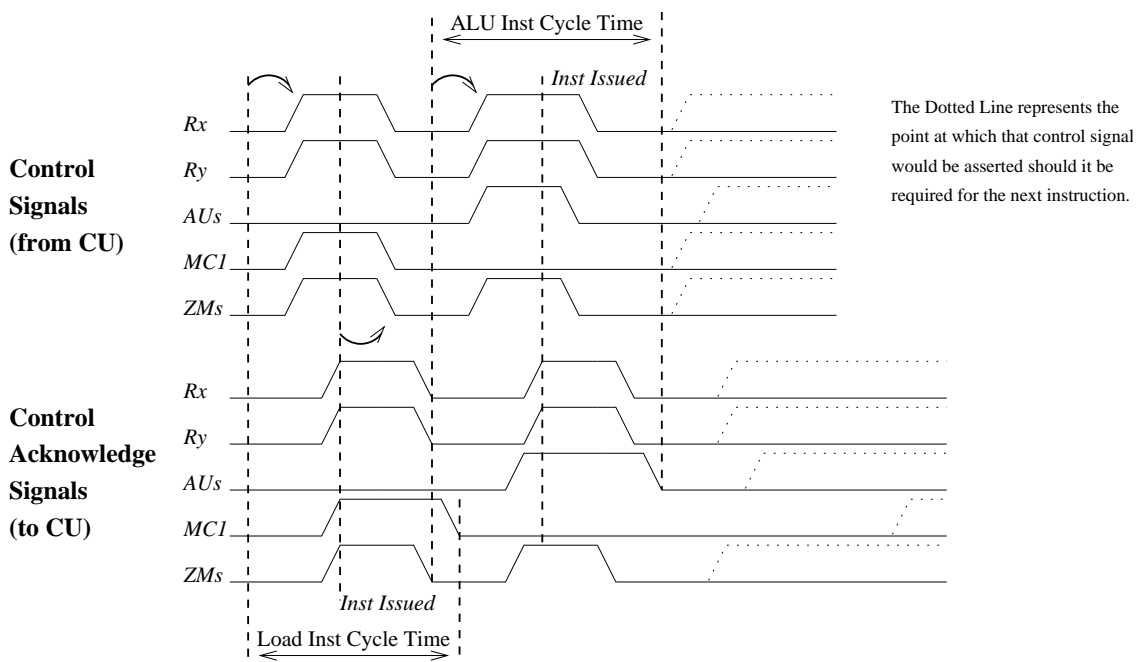 ALU Inst Cycle Time
Inst Issued
The Dotted Line represents the
point at which that control signal
would be asserted should it be
required for the next instruction.
Control
Signals
(from CU)
Rx
Ry
AUs
MC1
ZMs
Control
Acknowledge
Signals
(to CU)
Rx
Ry
AUs
MC1
ZMs
Inst Issued
Load Inst Cycle Time